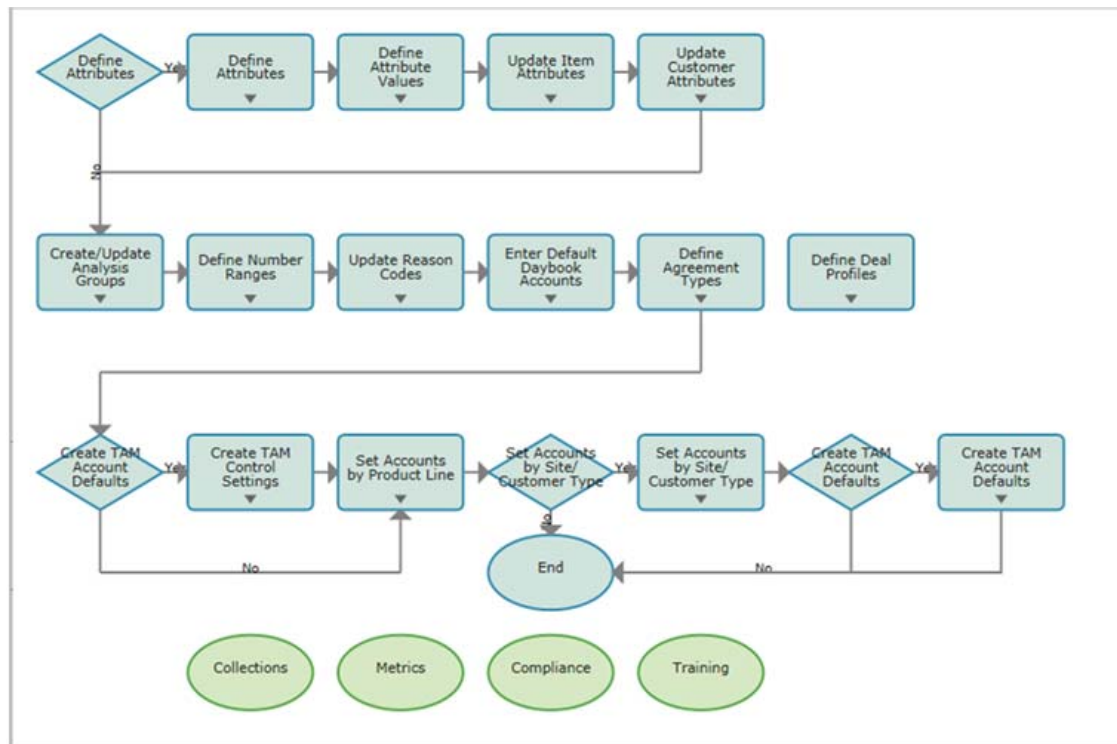 Define
Attributes
Yes
Define
Attributes
Define
Attribute
Values
Update Item
Attributes
Update
Customer
Attributes
No
Create/Update
Analysis
Groups
Define Number
Ranges
Update Reason
Codes
Enter Default
Daybook
Accounts
Define
Agreement
Types
Define Deal
Profiles
Create TAM
Account
Defaults
Yes
Create TAM
Control
Settings
Set Accounts
by Product Line
Set Accounts
by Site/
Customer Type
Yes
Set Accounts
by Site/
Customer Type
Create TAM
Account
Defaults
Yes
Create TAM
Account
Defaults
No
No
End
No
Collections
Metrics
Compliance
Training